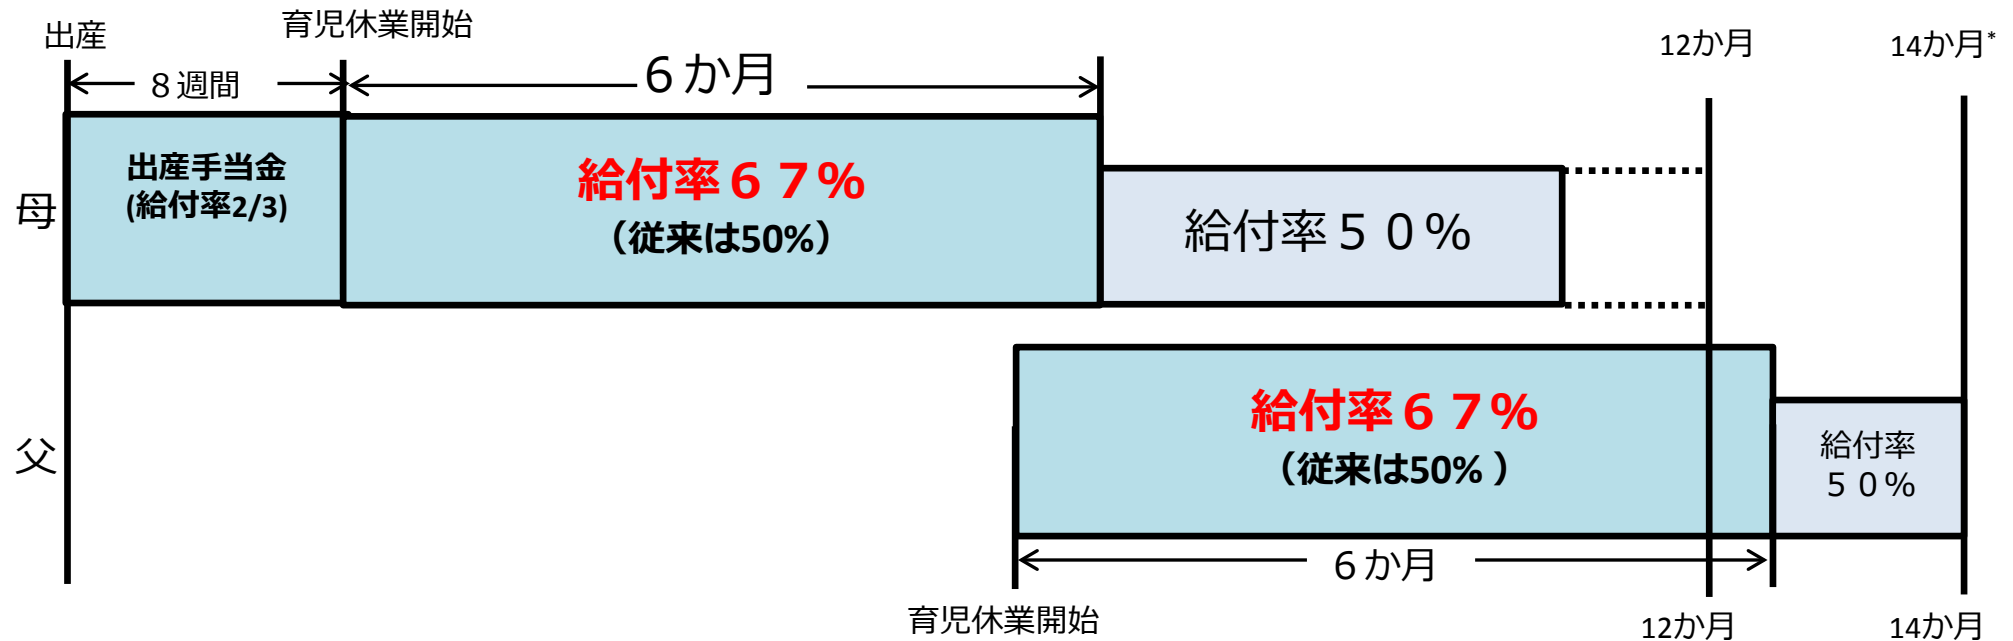 出産
育児休業開始
12か月
14か月*
８週間
６か月
母
出産手当金
(給付率2/3)
給付率６７%
（従来は50%）
給付率５０%
父
給付率６７%
（従来は50% ）
給付率
５０%
６か月
育児休業開始
12か月
14か月